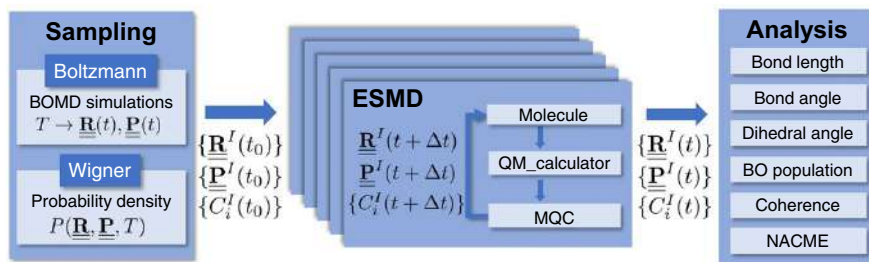 Sampling
Boltzmann
BOMD simulations
T → R(t), P(t)
Wigner
Probability density
P(R, P, T)
{R^I(t_0)}
{P^I(t_0)}
{C_i^I(t_0)}
ESMD
R^I(t + Δt)
P^I(t + Δt)
{C_i^I(t + Δt)}
Molecule
QM_calculator
MQC
{R^I(t)}
{P^I(t)}
{C_i^I(t)}
Analysis
Bond length
Bond angle
Dihedral angle
BO population
Coherence
NACME